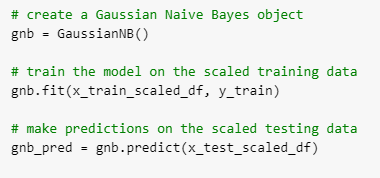 # create a Gaussian Naive Bayes object
gnb = GaussianNB()
# train the model on the scaled training data
gnb.fit(x_train_scaled_df, y_train)
# make predictions on the scaled testing data
gnb_pred = gnb.predict(x_test_scaled_df)